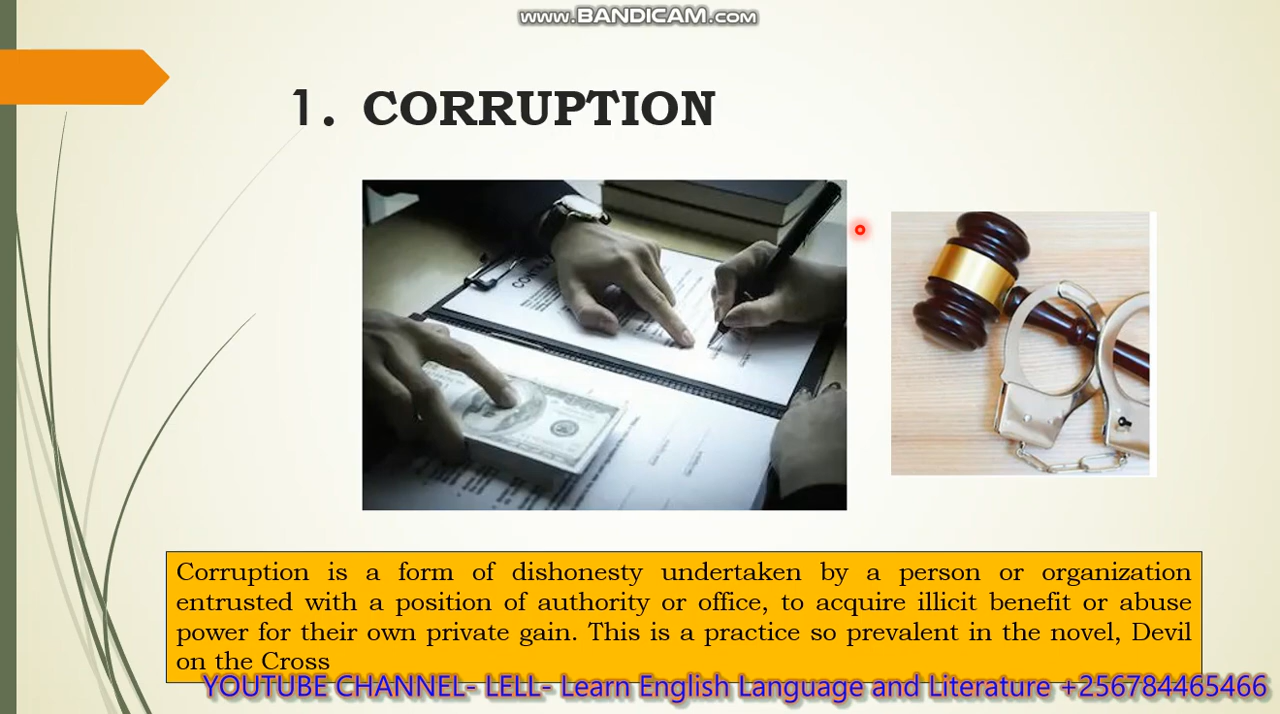 www.BANDICAM.com
1. CORRUPTION
Corruption is a form of dishonesty undertaken by a person or organization
entrusted with a position of authority or office, to acquire illicit benefit or abuse
power for their own private gain. This is a practice so prevalent in the novel, Devil
on the Cross
YOUTUBE CHANNEL- LELL- Learn English Language and Literature +256784465466